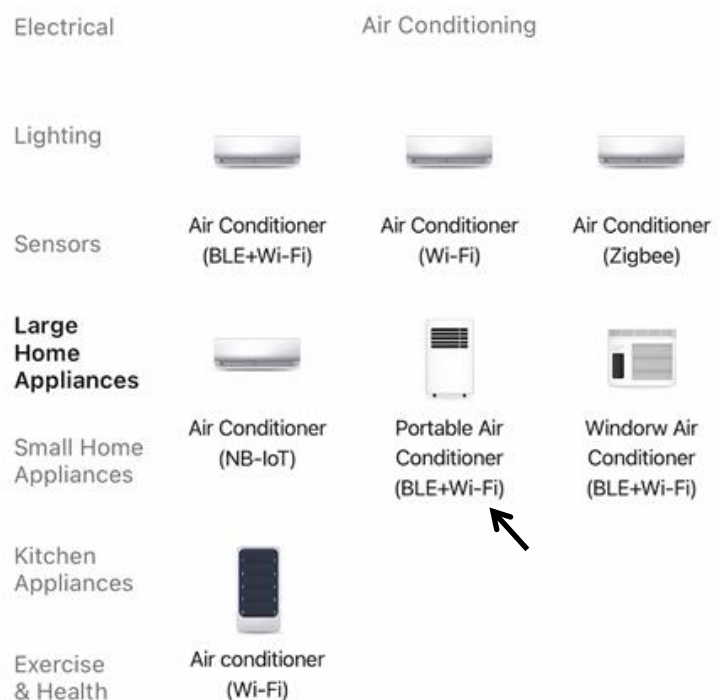 Electrical
Air Conditioning
Lighting
Air Conditioner
(BLE+Wi-Fi)
Air Conditioner
(Wi-Fi)
Air Conditioner
(Zigbee)
Sensors
Large
Home
Appliances
Air Conditioner
(NB-IoT)
Portable Air
Conditioner
(BLE+Wi-Fi)
Windorw Air
Conditioner
(BLE+Wi-Fi)
Small Home
Appliances
Kitchen
Appliances
Air conditioner
(Wi-Fi)
Exercise
& Health